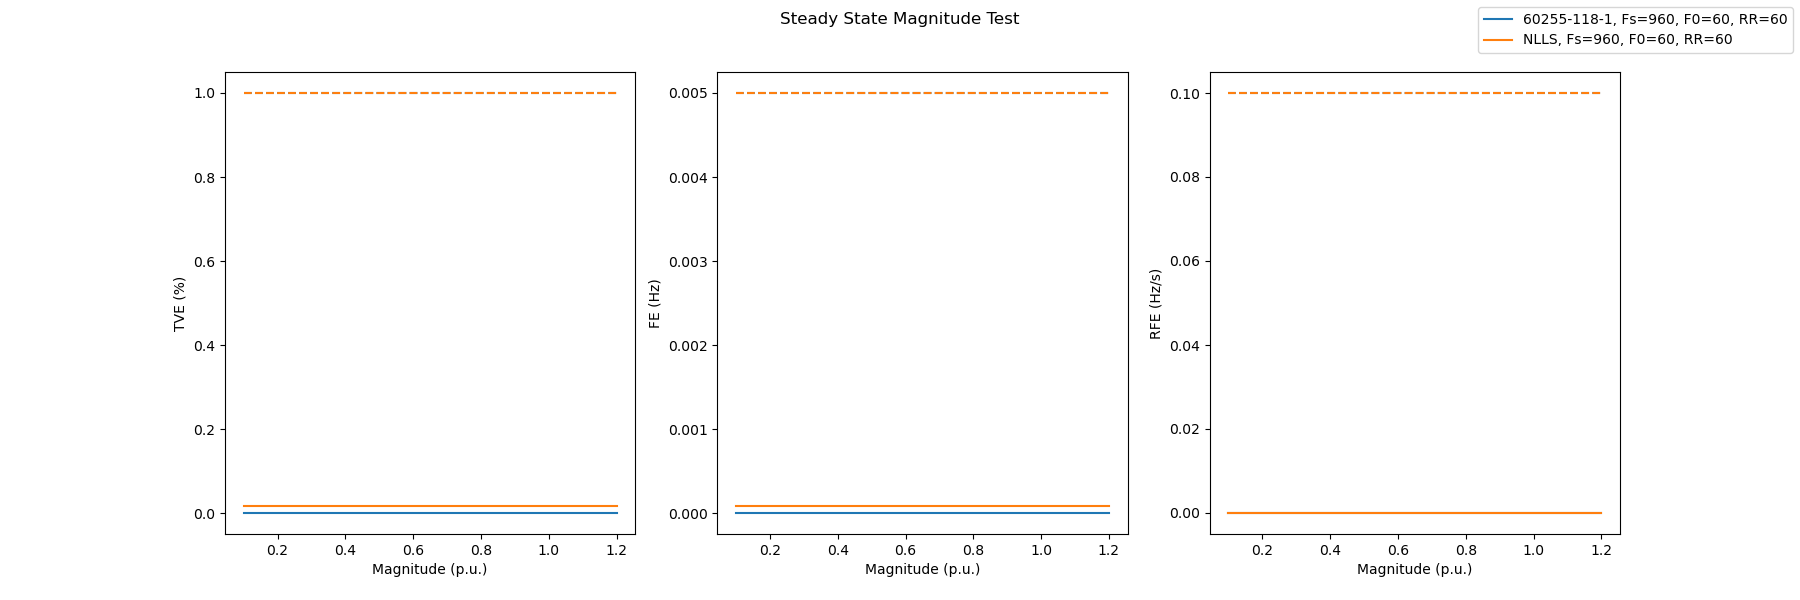 Steady State Magnitude Test
60255-118-1, Fs=960, F0=60, RR=60
NLLS, Fs=960, F0=60, RR=60
TVE (%)
1.0
0.8
0.6
0.4
0.2
0.0
0.2 0.4 0.6 0.8 1.0 1.2
Magnitude (p.u.)
FE (Hz)
0.005
0.004
0.003
0.002
0.001
0.000
0.2 0.4 0.6 0.8 1.0 1.2
Magnitude (p.u.)
RFE (Hz/s)
0.10
0.08
0.06
0.04
0.02
0.00
0.2 0.4 0.6 0.8 1.0 1.2
Magnitude (p.u.)